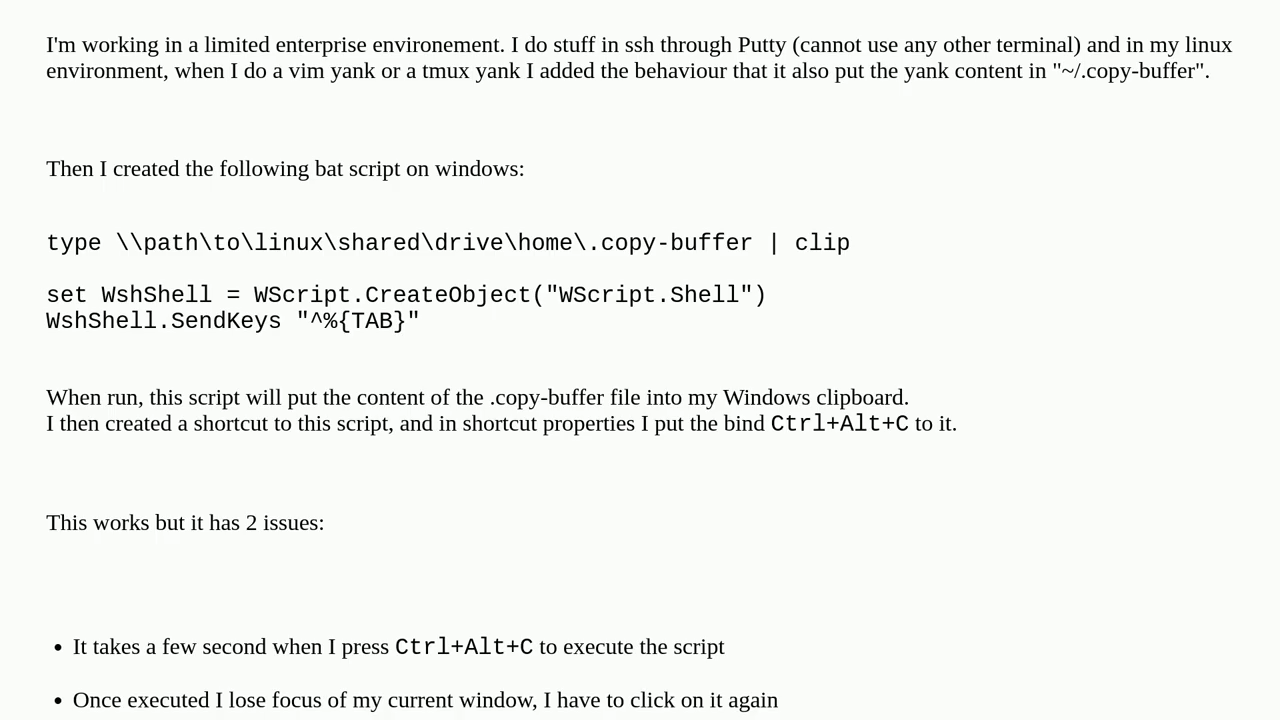 I'm working in a limited enterprise environement. I do stuff in ssh through Putty (cannot use any other terminal) and in my linux
environment, when I do a vim yank or a tmux yank I added the behaviour that it also put the yank content in "~/.copy-buffer".
Then I created the following bat script on windows:
type \\path\to\linux\shared\drive\home\.copy-buffer | clip
set WshShell = WScript.CreateObject("WScript.Shell")
WshShell.SendKeys "^%{TAB}"
When run, this script will put the content of the .copy-buffer file into my Windows clipboard.
I then created a shortcut to this script, and in shortcut properties I put the bind Ctrl+Alt+C to it.
This works but it has 2 issues:
• It takes a few second when I press Ctrl+Alt+C to execute the script
• Once executed I lose focus of my current window, I have to click on it again